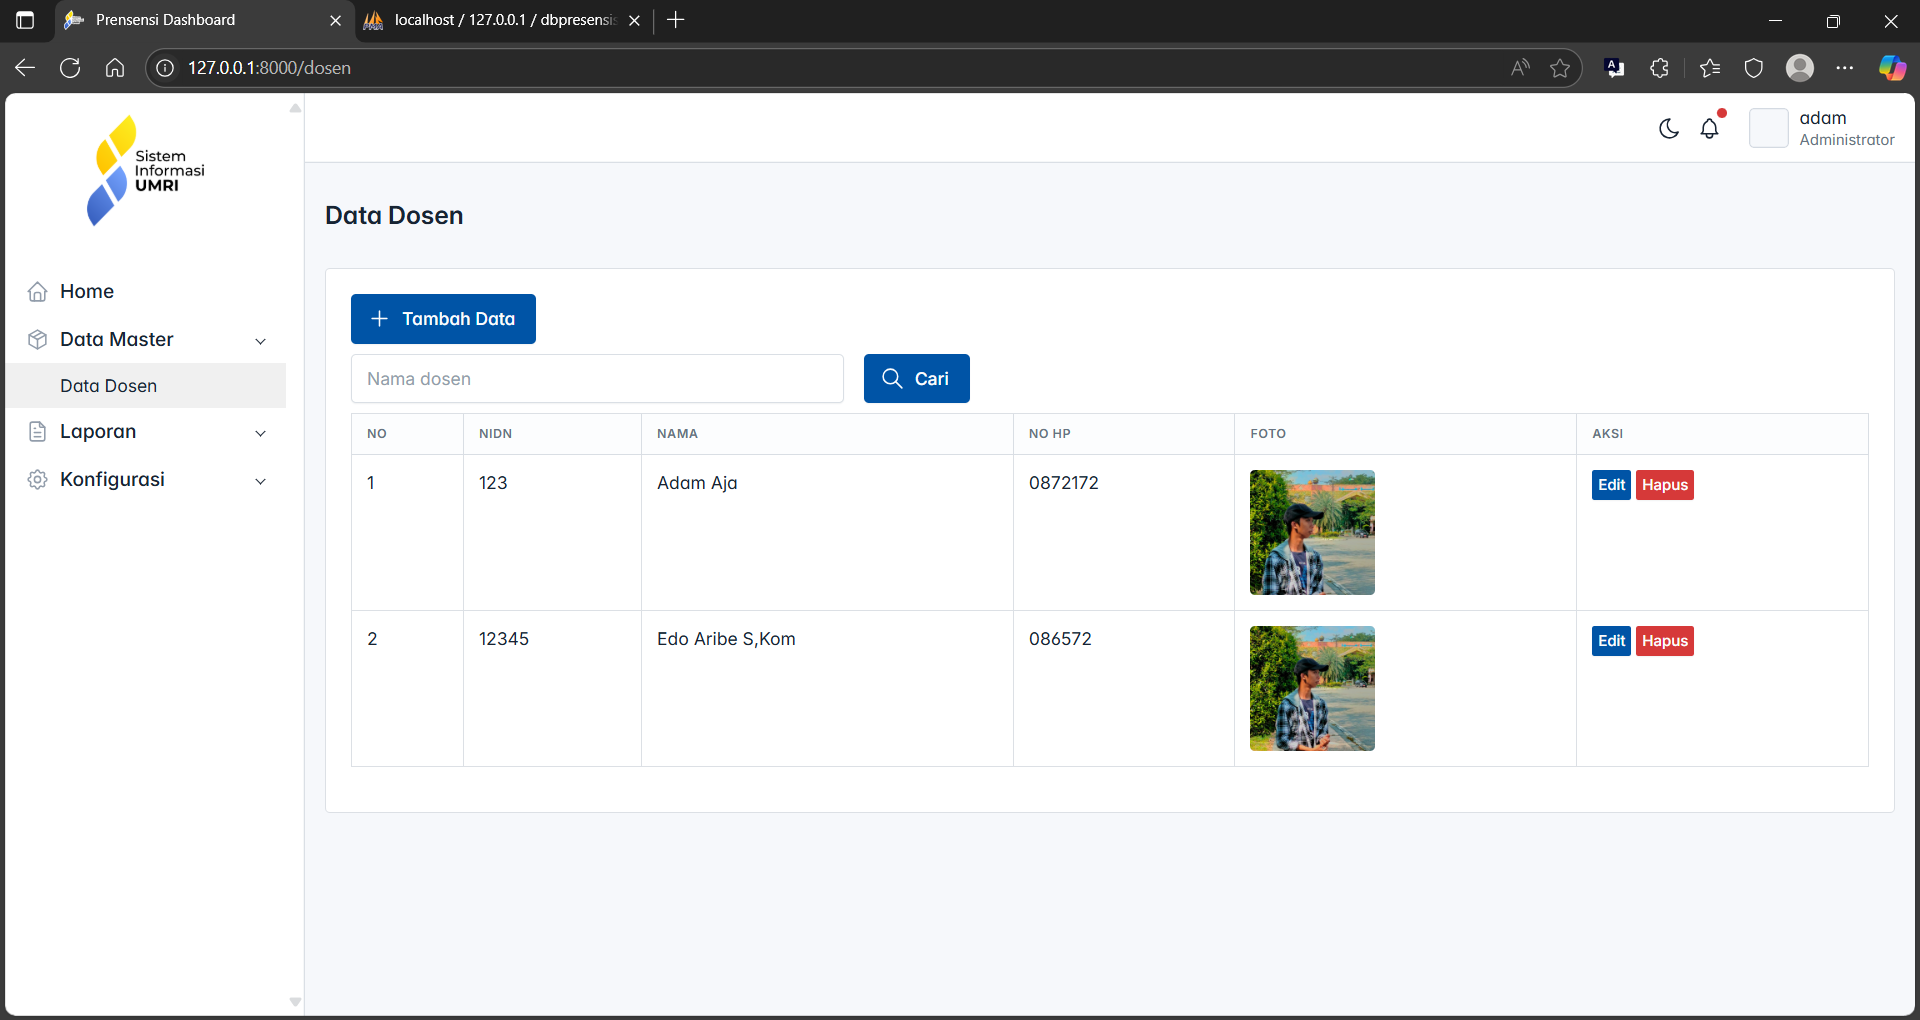 Prensensi Dashboard
localhost / 127.0.0.1 / dbpresensis
127.0.0.1:8000/dosen
Sistem
Informasi
UMRI
adam
Administrator
Home
Data Master
Data Dosen
Laporan
Konfigurasi
Data Dosen
Tambah Data
Nama dosen
Cari
NO NIDN NAMA NO HP FOTO AKSI
1 123 Adam Aja 0872172 Edit Hapus
2 12345 Edo Aribe S,Kom 086572 Edit Hapus